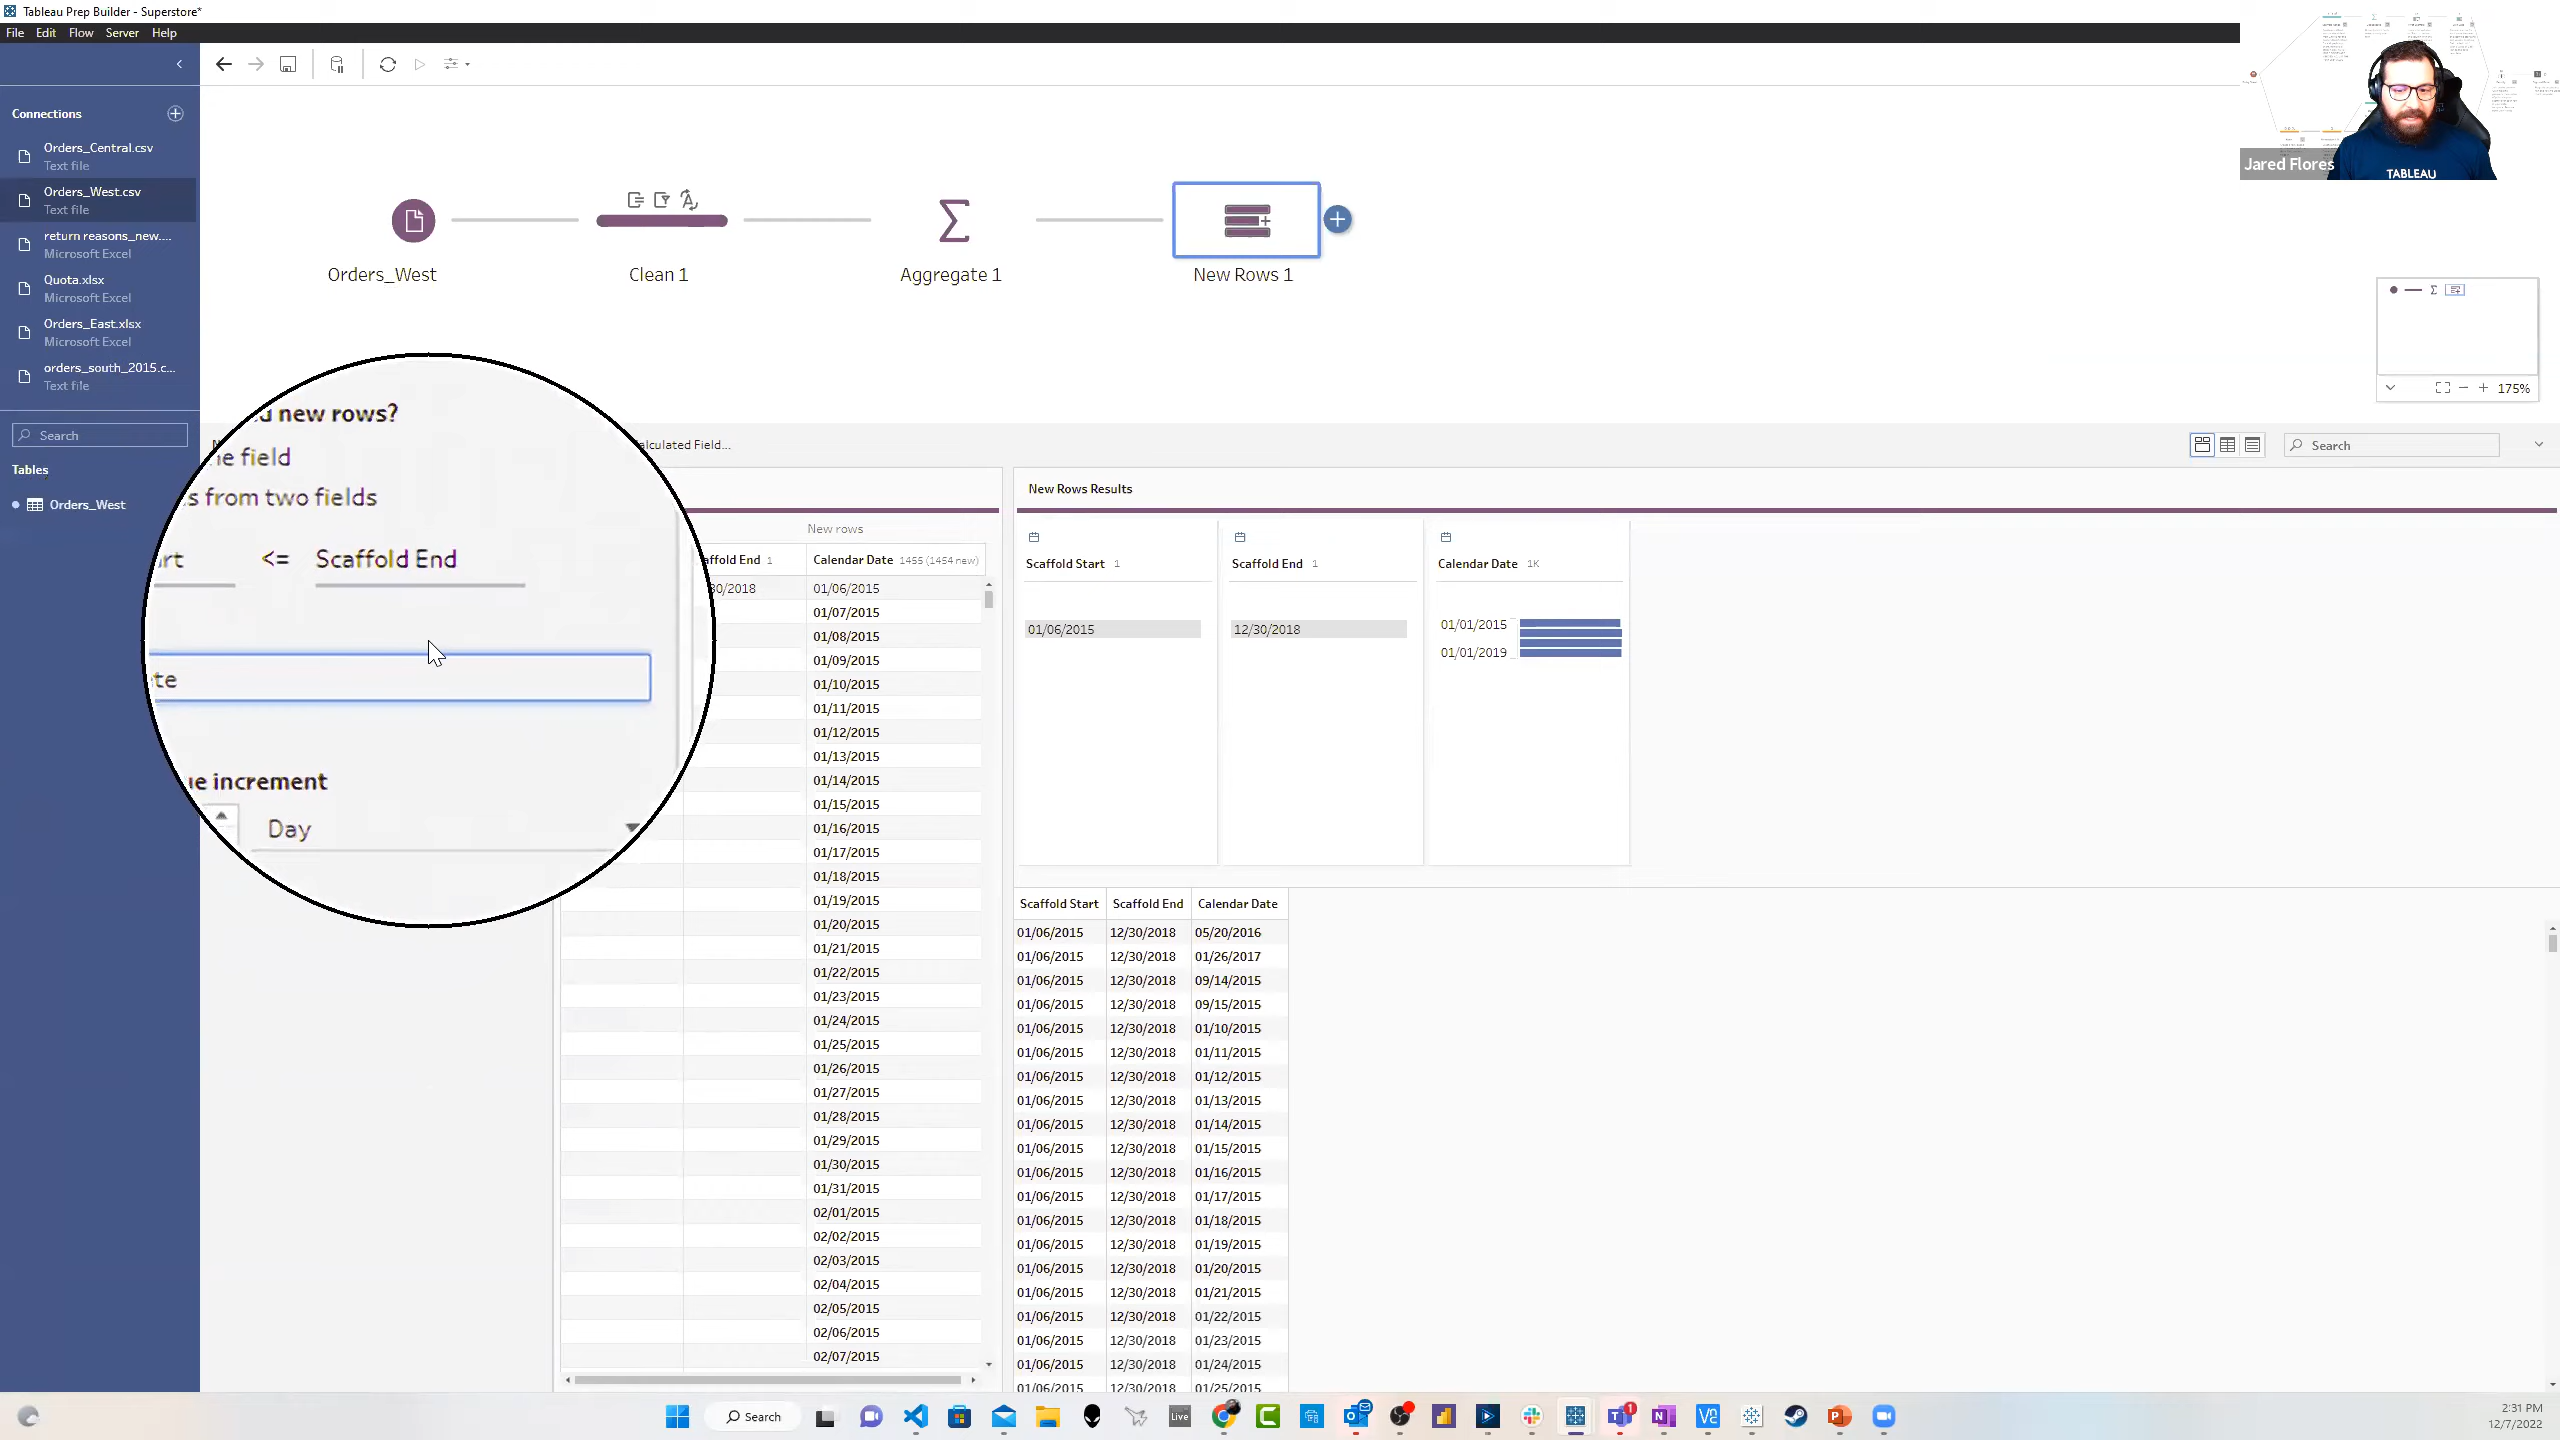 Tableau Prep Builder - Superstore*
File Edit Flow Server Help
Jared Flores
TABLEAU
Connections
Orders_Central.csv
Text file
Orders_West.csv
Text file
return reasons_new....
Microsoft Excel
Quota.xlsx
Microsoft Excel
Orders_East.xlsx
Microsoft Excel
orders_south_2015.c...
Text file
Search
Tables
Orders_West
Orders_West
Clean 1
Aggregate 1
New Rows 1
175%
new rows?
field
from two fields
<= Scaffold End
increment
Day
Calculated Field...
Search
New rows
End 1 Calendar Date 1455 (1454 new)
01/06/2015
01/07/2015
01/08/2015
01/09/2015
01/10/2015
01/11/2015
01/12/2015
01/13/2015
01/14/2015
01/15/2015
01/16/2015
01/17/2015
01/18/2015
01/19/2015
01/20/2015
01/21/2015
01/22/2015
01/23/2015
01/24/2015
01/25/2015
01/26/2015
01/27/2015
01/28/2015
01/29/2015
01/30/2015
01/31/2015
02/01/2015
02/02/2015
02/03/2015
02/04/2015
02/05/2015
02/06/2015
02/07/2015
New Rows Results
Scaffold Start 1
01/06/2015
Scaffold End 1
12/30/2018
Calendar Date 1K
01/01/2015
01/01/2019
Scaffold Start Scaffold End Calendar Date
01/06/2015 12/30/2018 05/20/2016
01/06/2015 12/30/2018 01/26/2017
01/06/2015 12/30/2018 09/14/2015
01/06/2015 12/30/2018 09/15/2015
01/06/2015 12/30/2018 01/10/2015
01/06/2015 12/30/2018 01/11/2015
01/06/2015 12/30/2018 01/12/2015
01/06/2015 12/30/2018 01/13/2015
01/06/2015 12/30/2018 01/14/2015
01/06/2015 12/30/2018 01/15/2015
01/06/2015 12/30/2018 01/16/2015
01/06/2015 12/30/2018 01/17/2015
01/06/2015 12/30/2018 01/18/2015
01/06/2015 12/30/2018 01/19/2015
01/06/2015 12/30/2018 01/20/2015
01/06/2015 12/30/2018 01/21/2015
01/06/2015 12/30/2018 01/22/2015
01/06/2015 12/30/2018 01/23/2015
01/06/2015 12/30/2018 01/24/2015
01/06/2015 12/30/2018 01/25/2015
Search
Live
2:31 PM
12/7/2022